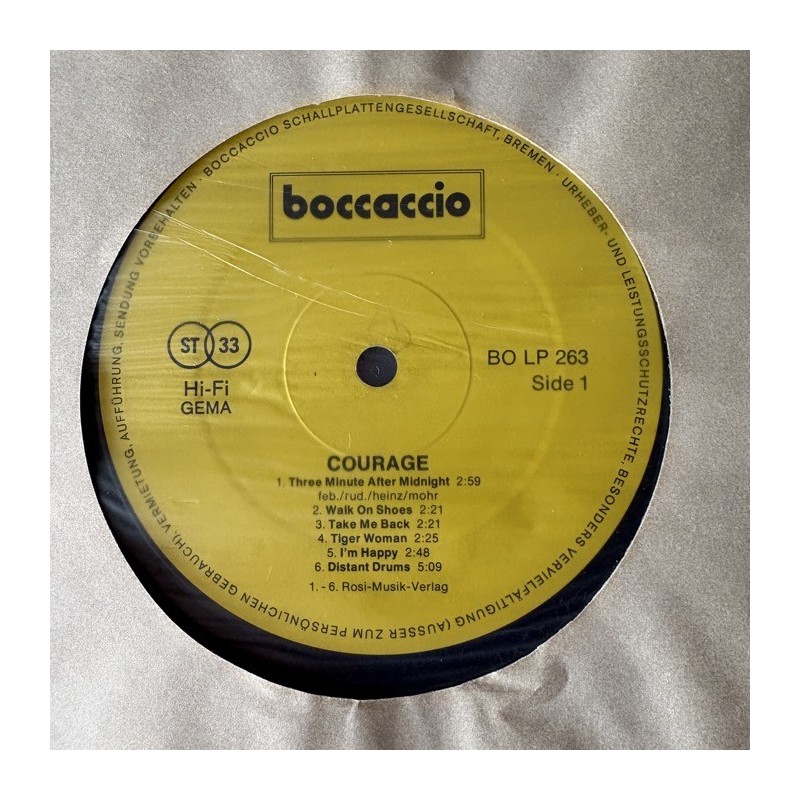 BOCCACCIO SCHALLPLATTENGESELLSCHAFT, BREMEN · URHEBER- UND LEISTUNGSSCHUTZRECHTE, BESONDERS VERVIELFÄLTIGUNG (AUSSER ZUM PERSÖNLICHEN GEBRAUCH), VERMIETUNG, AUFFÜHRUNG, SENDUNG VORBEHALTEN ·
boccaccio
ST 33
BO LP 263
Hi-Fi
Side 1
GEMA
COURAGE
1. Three Minute After Midnight 2:59
feb./rud./heinz/mohr
2. Walk On Shoes 2:21
3. Take Me Back 2:21
4. Tiger Woman 2:25
5. I'm Happy 2:48
6. Distant Drums 5:09
1.-6. Rosi-Musik-Verlag